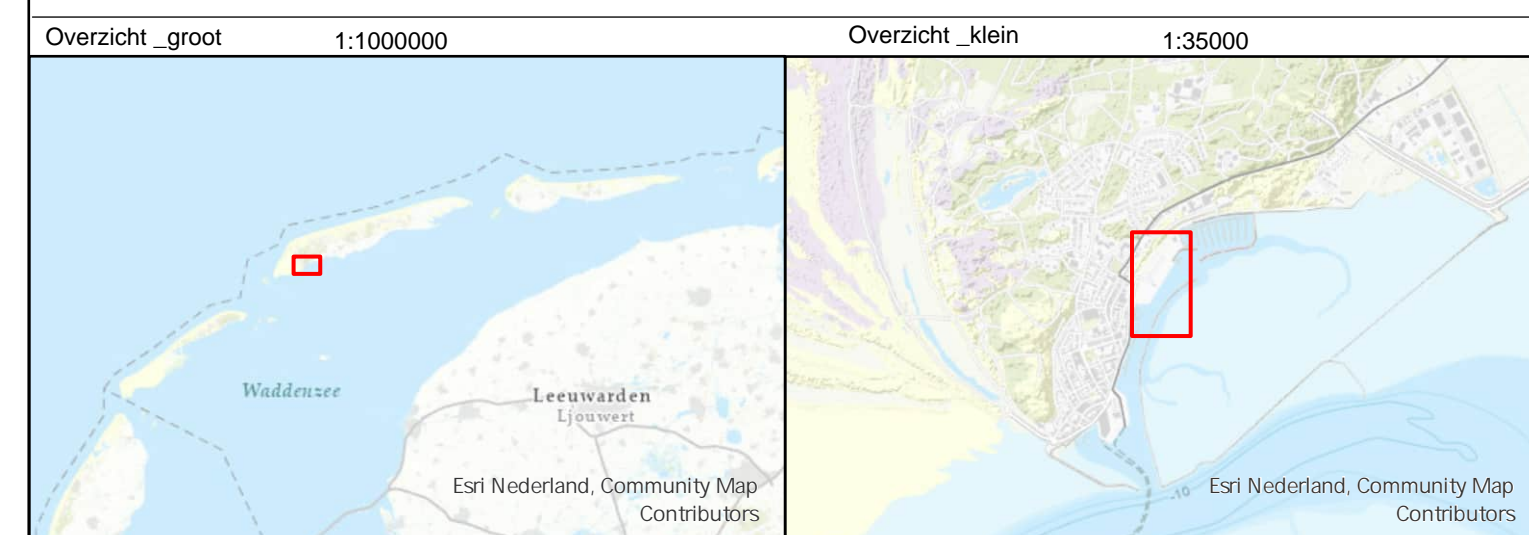 Overzicht _groot 1:1000000
Overzicht _klein 1:35000
Waddenzee
Leeuwarden
Ljouwert
Esri Nederland, Community Map
Contributors
-10
Esri Nederland, Community Map
Contributors